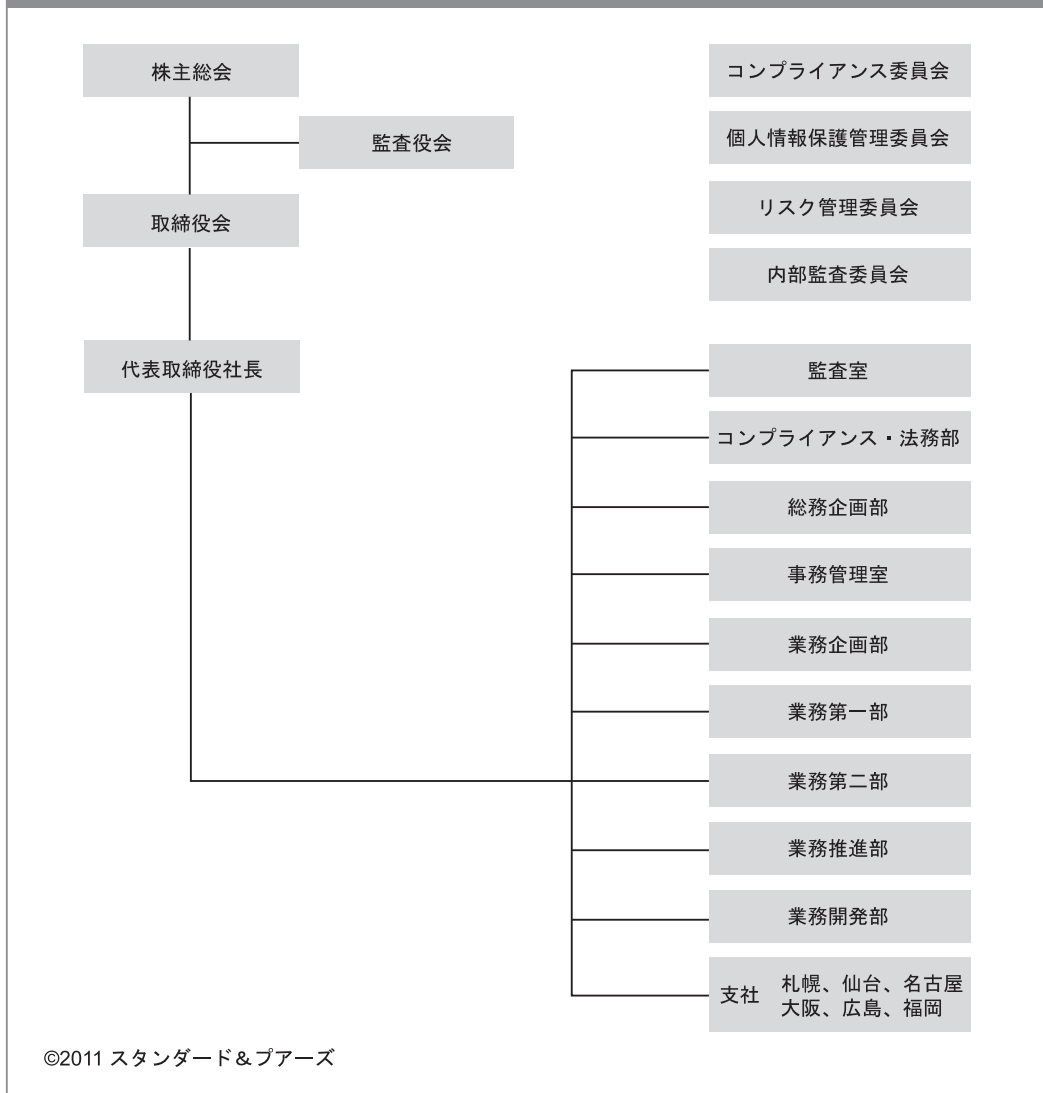 株主総会
監査役会
取締役会
代表取締役社長
コンプライアンス委員会
個人情報保護管理委員会
リスク管理委員会
内部監査委員会
監査室
コンプライアンス・法務部
総務企画部
事務管理室
業務企画部
業務第一部
業務第二部
業務推進部
業務開発部
支社 札幌、仙台、名古屋
大阪、広島、福岡
©2011 スタンダード＆プアーズ